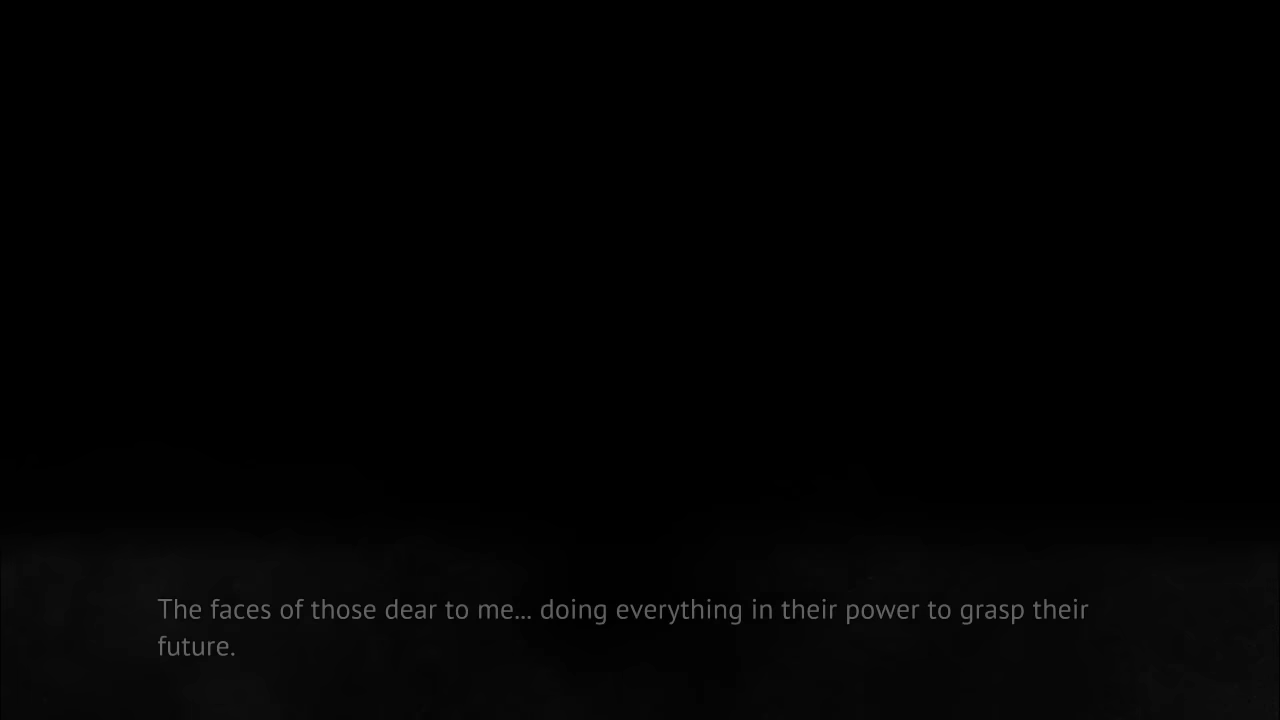 The faces of those dear to me... doing everything in their power to grasp their
future.